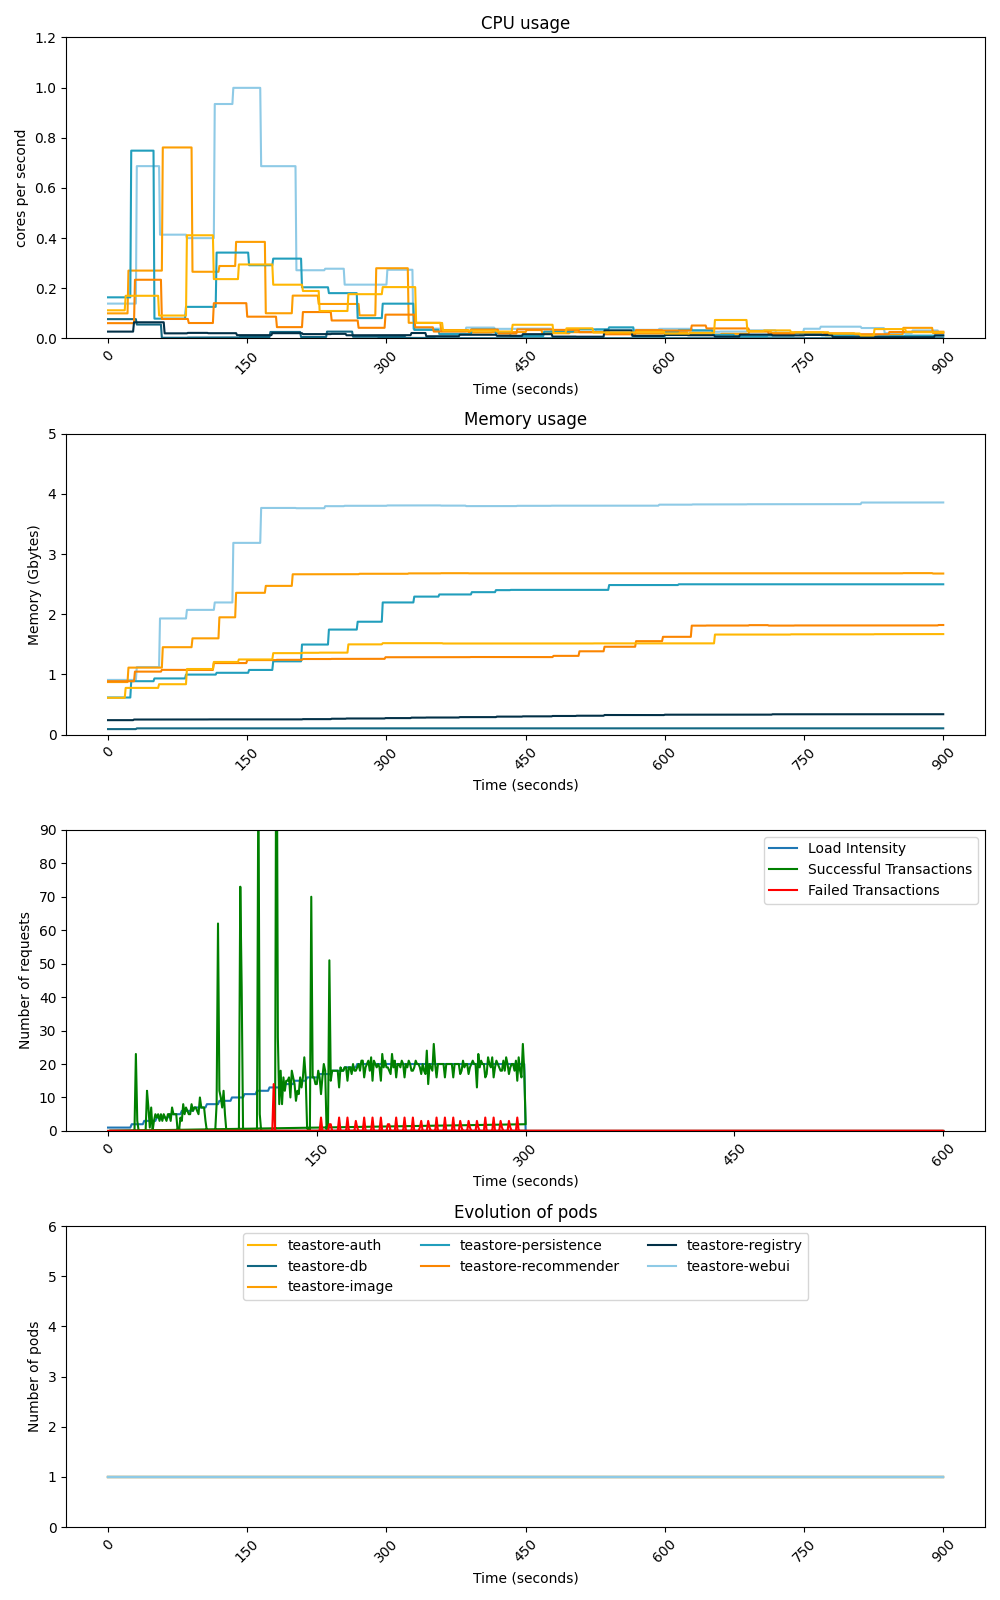 CPU usage
1.2
1.0
0.8
0.6
0.4
0.2
0.0
cores per second
0 150 300 450 600 750 900
Time (seconds)
Memory usage
5
4
3
2
1
0
Memory (Gbytes)
0 150 300 450 600 750 900
Time (seconds)
90
80
70
60
50
40
30
20
10
0
Number of requests
Load Intensity
Successful Transactions
Failed Transactions
0 150 300 450 600
Time (seconds)
Evolution of pods
6
5
4
3
2
1
0
Number of pods
teastore-auth teastore-persistence teastore-registry
teastore-db teastore-recommender teastore-webui
teastore-image
0 150 300 450 600 750 900
Time (seconds)